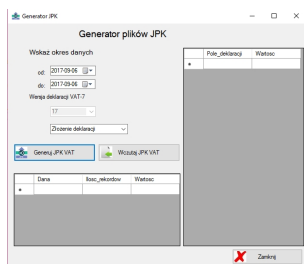 Generator JPK
Generator plików JPK
Wskaż okres danych
od: 2017-09-06
do: 2017-09-06
Wersja deklaracji VAT-7
17
Złożenie deklaracji
Generuj JPK VAT
Wczutaj JPK VAT
Dana Ilosc_rekordow Wartosc
Pole_deklaracji Wartosc
Zamknij